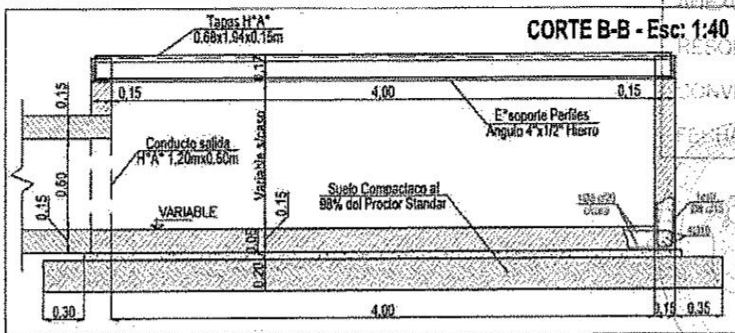 Tapas H°A°
0.68x1.94x0.15m
CORTE B-B - Esc: 1:40
0.17
0,15
4,00
0,15
0,15
E°soporte Perfiles
Angulo 4"x1/2" Hierro
Conducto salida
H°A° 1,20mx0.60m
Variable s/caso
0,60
Suelo Compactaco al
98% del Proctor Standar
0,15
VARIABLE
0,15
0,05
0,20
0,30
4,00
0,15
0,35